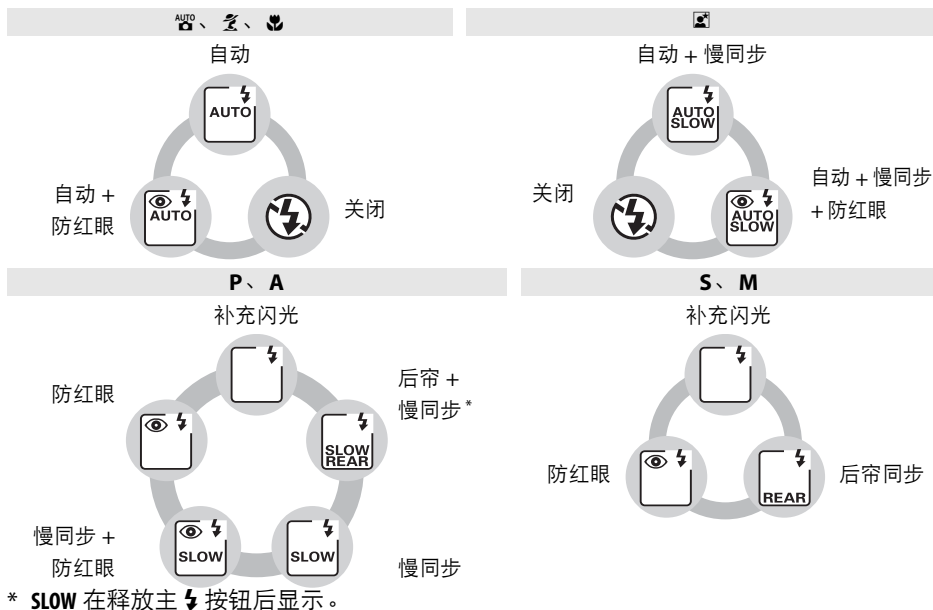 AUTO、 、
自动
AUTO
自动 +
防红眼
AUTO
关闭
自动 + 慢同步
AUTO
SLOW
关闭
自动 + 慢同步
+ 防红眼
AUTO
SLOW
P、 A
补充闪光
防红眼
后帘 +
慢同步*
SLOW
REAR
慢同步 +
防红眼
SLOW
SLOW
慢同步
S、 M
补充闪光
防红眼
后帘同步
REAR
* SLOW 在释放主 按钮后显示。